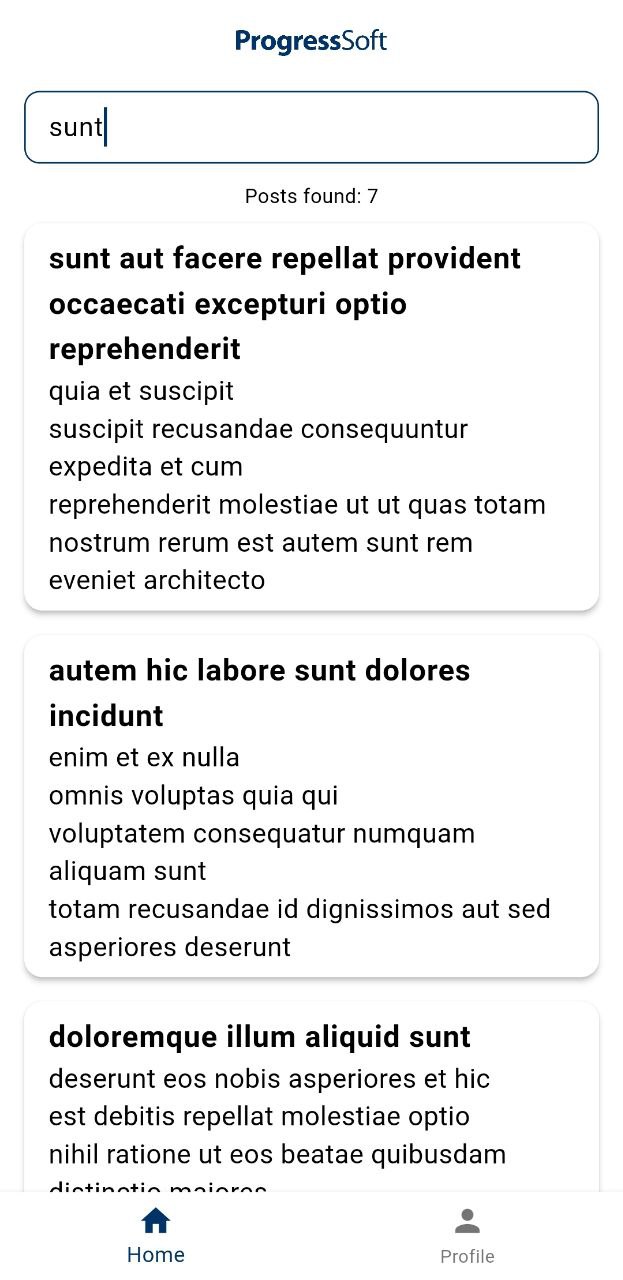 ProgressSoft
sunt
Posts found: 7
sunt aut facere repellat provident
occaecati excepturi optio
reprehenderit
quia et suscipit
suscipit recusandae consequuntur
expedita et cum
reprehenderit molestiae ut ut quas totam
nostrum rerum est autem sunt rem
eveniet architecto
autem hic labore sunt dolores
incidunt
enim et ex nulla
omnis voluptas quia qui
voluptatem consequatur numquam
aliquam sunt
totam recusandae id dignissimos aut sed
asperiores deserunt
doloremque illum aliquid sunt
deserunt eos nobis asperiores et hic
est debitis repellat molestiae optio
nihil ratione ut eos beatae quibusdam
distinctio maiores
Home
Profile